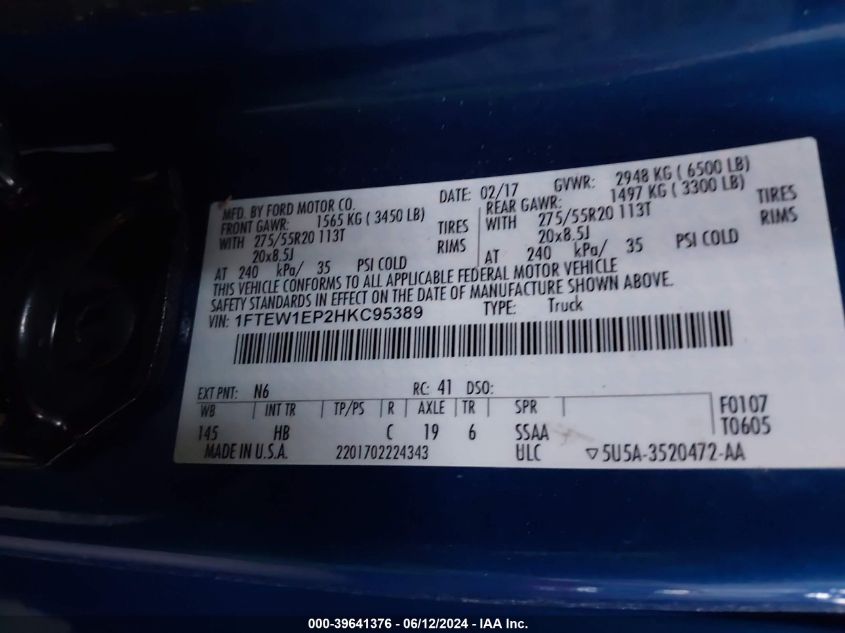 MFD. BY FORD MOTOR CO. DATE: 02/17 GVWR: 2948 KG ( 6500 LB)
FRONT GAWR: 1565 KG ( 3450 LB) REAR GAWR: 1497 KG ( 3300 LB)
WITH 275/55R20 113T TIRES WITH 275/55R20 113T TIRES
20x8.5J RIMS 20x8.5J RIMS
AT 240 kPa/ 35 PSI COLD AT 240 kPa/ 35 PSI COLD
THIS VEHICLE CONFORMS TO ALL APPLICABLE FEDERAL MOTOR VEHICLE
SAFETY STANDARDS IN EFFECT ON THE DATE OF MANUFACTURE SHOWN ABOVE.
VIN: 1FTEW1EP2HKC95389 TYPE: Truck
EXT PNT: N6 RC: 41 DSO:
WB INT TR TP/PS R AXLE TR SPR F0107
145 HB C 19 6 SSAA T0605
MADE IN U.S.A. 2201702224343 ULC ▽5U5A-3520472-AA
000-39641376 - 06/12/2024 - IAA Inc.